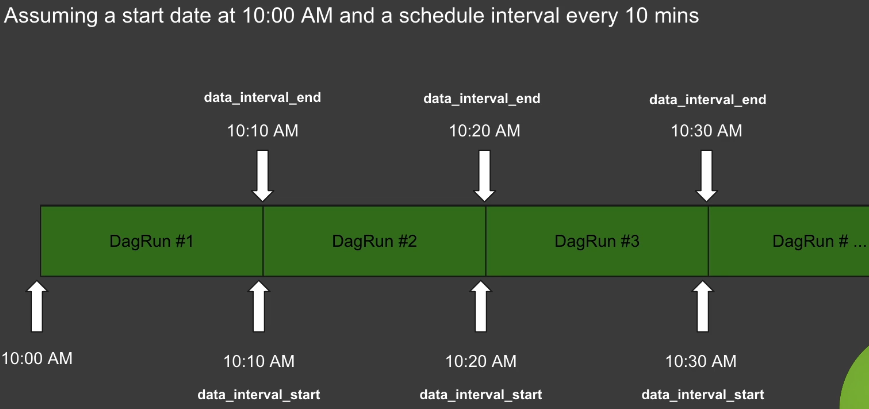 Assuming a start date at 10:00 AM and a schedule interval every 10 mins
data_interval_end
data_interval_end
data_interval_end
10:10 AM
10:20 AM
10:30 AM
DagRun #1
DagRun #2
DagRun #3
DagRun # ...
10:00 AM
10:10 AM
10:20 AM
10:30 AM
data_interval_start
data_interval_start
data_interval_start